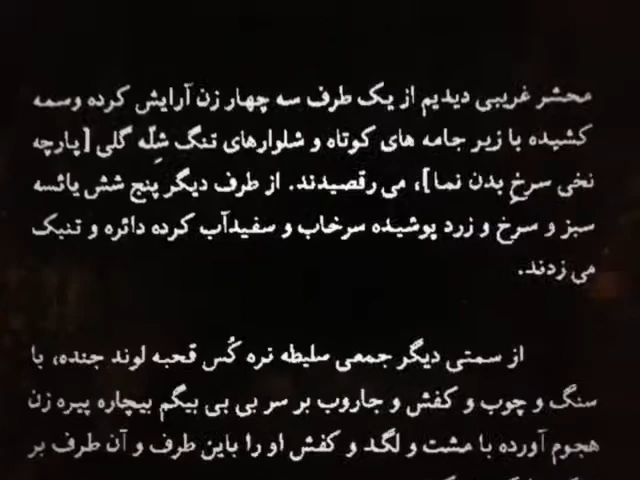 محشر غریبی دیدیم از یک طرف سه چهار زن آرایش کرده وسمه
کشیده با زیر جامه های کوتاه و شلوارهای تنگ شِلّه گلی [پارچه
نخی سرخِ بدن نما]، می رقصیدند. از طرف دیگر پنج شش یائسه
سبز و سرخ و زرد پوشیده سرخاب و سفیدآب کرده دائره و تنبک
می زدند.
از سمتی دیگر جمعی سلیطه نره کُس قحبه لوند جنده، با
سنگ و چوب و کفش و جاروب بر سر بی بی بیگم بیچاره پیره زن
هجوم آورده با مشت و لگد و کفش او را باین طرف و آن طرف بر